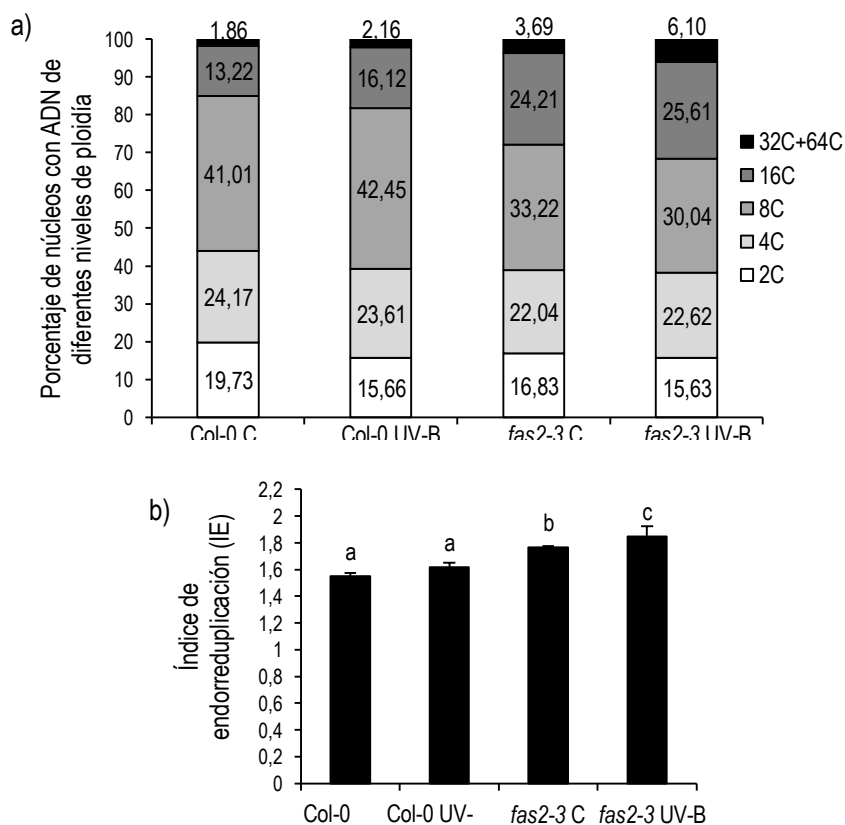 a)
Porcentaje de núcleos con ADN de
diferentes niveles de ploidía
100
90
80
70
60
50
40
30
20
10
0
1,86
13,22
41,01
24,17
19,73
2,16
16,12
42,45
23,61
15,66
3,69
24,21
33,22
22,04
16,83
6,10
25,61
30,04
22,62
15,63
Col-0 C
Col-0 UV-B
fas2-3 C
fas2-3 UV-B
32C+64C
16C
8C
4C
2C
b)
Índice de
endorreduplicación (IE)
2,2
2
1,8
1,6
1,4
1,2
1
0,8
0,6
0,4
0,2
0
a
a
b
c
Col-0
Col-0 UV-
fas2-3 C
fas2-3 UV-B